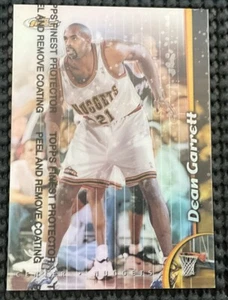 TOPPS FINEST PROTECTOR
PEEL AND REMOVE COATING
TOPPS FINEST PROTECTOR
PEEL AND REMOVE COATING
NUGGETS
21
Dean Garrett